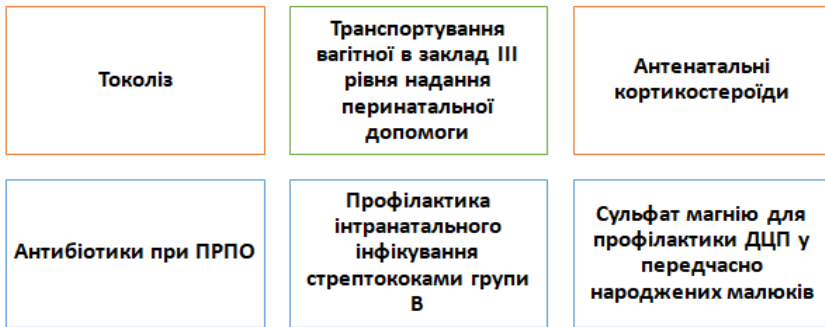 Токоліз
Транспортування
вагітної в заклад III
рівня надання
перинатальної
допомоги
Антенатальні
кортикостероїди
Антибіотики при ПРПО
Профілактика
інтранатального
інфікування
стрептококами групи
В
Сульфат магнію для
профілактики ДЦП у
передчасно
народжених малюків